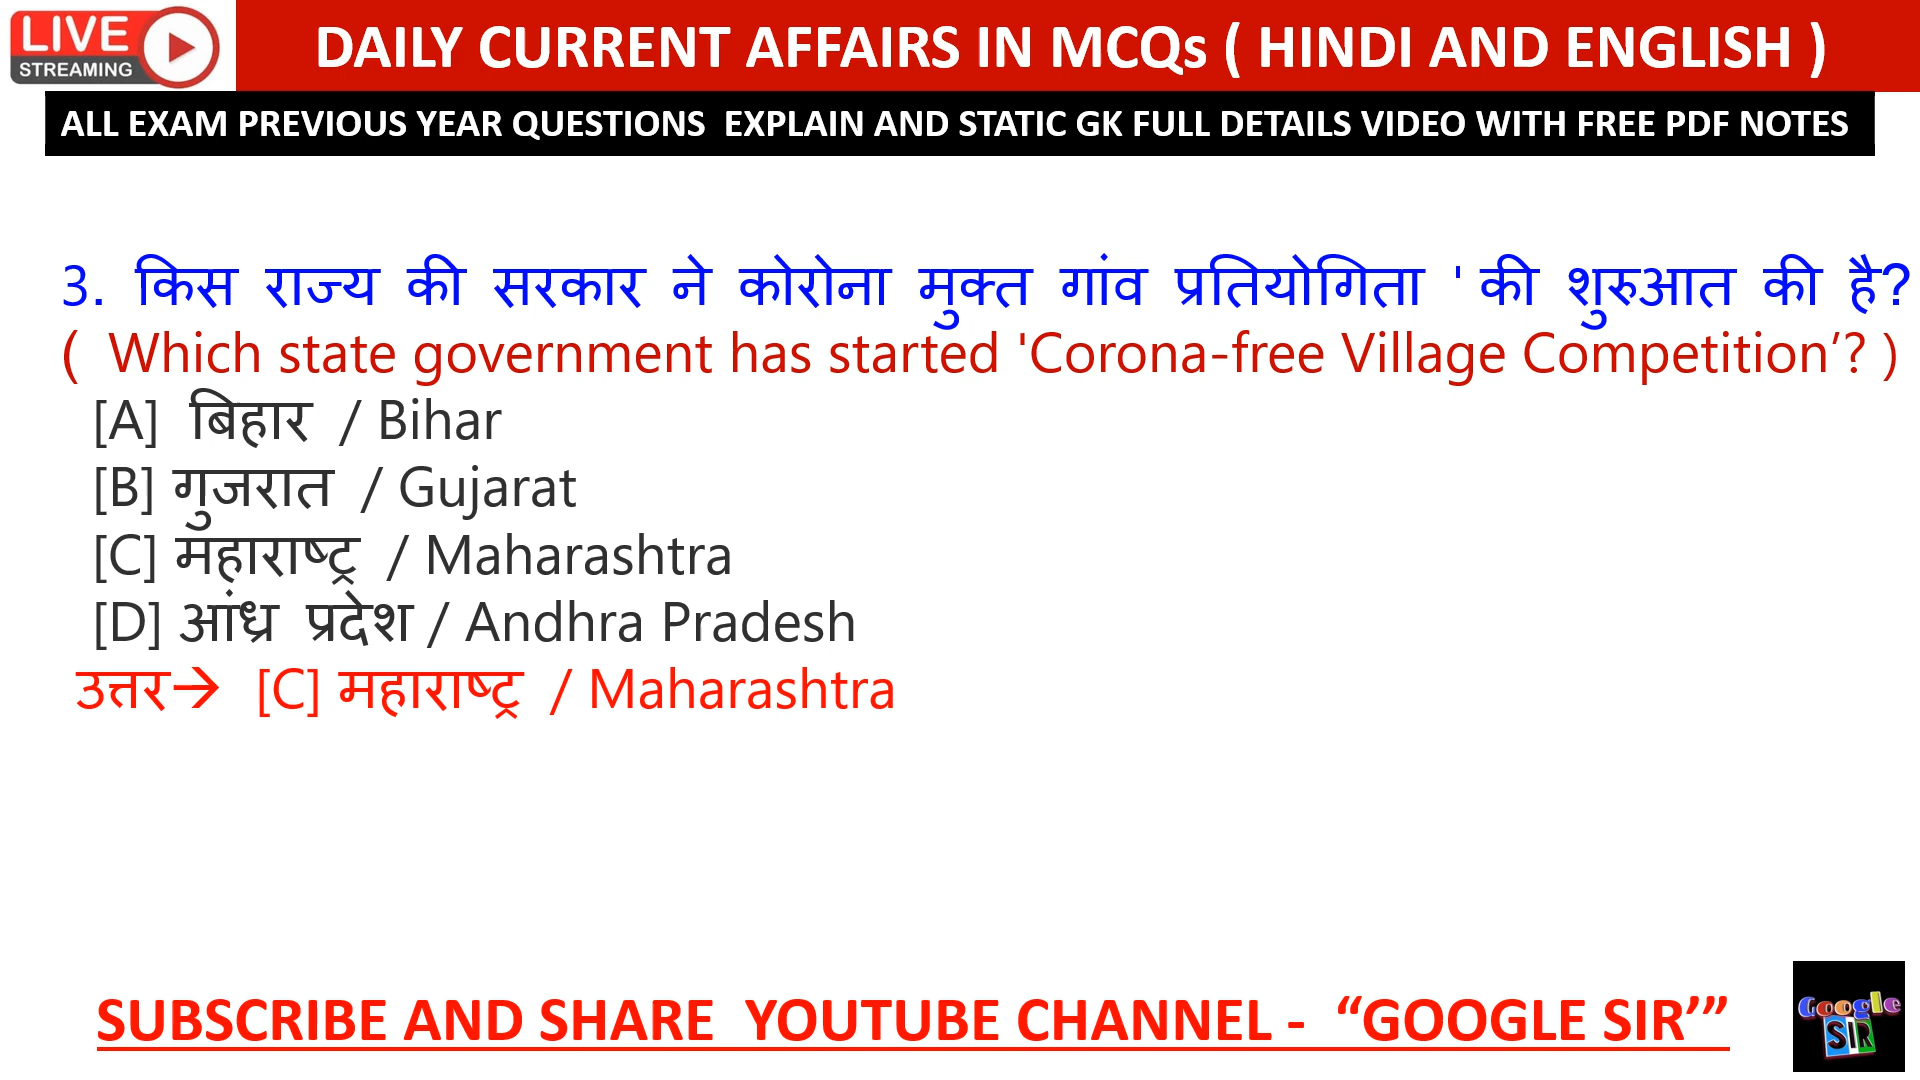 LIVE
STREAMING
DAILY CURRENT AFFAIRS IN MCQs ( HINDI AND ENGLISH )
ALL EXAM PREVIOUS YEAR QUESTIONS EXPLAIN AND STATIC GK FULL DETAILS VIDEO WITH FREE PDF NOTES
3. किस राज्य की सरकार ने कोरोना मुक्त गांव प्रतियोगिता ' की शुरुआत की है?
( Which state government has started 'Corona-free Village Competition’? )
[A] बिहार / Bihar
[B] गुजरात / Gujarat
[C] महाराष्ट्र / Maharashtra
[D] आंध्र प्रदेश / Andhra Pradesh
उत्तर→ [C] महाराष्ट्र / Maharashtra
SUBSCRIBE AND SHARE YOUTUBE CHANNEL - “GOOGLE SIR’”
Google
SIR